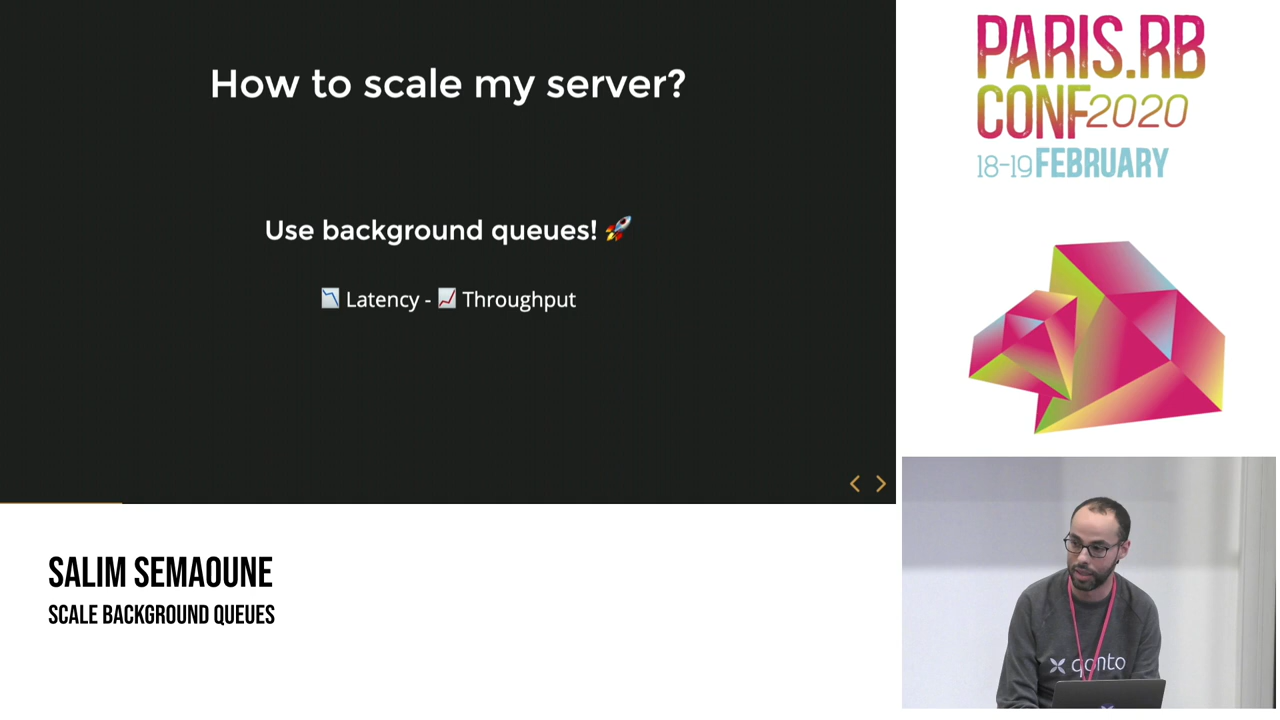 How to scale my server?
Use background queues! 🚀
📉 Latency - 📈 Throughput
PARIS.RB
CONF2020
18-19 FEBRUARY
SALIM SEMAOUNE
SCALE BACKGROUND QUEUES
qonto